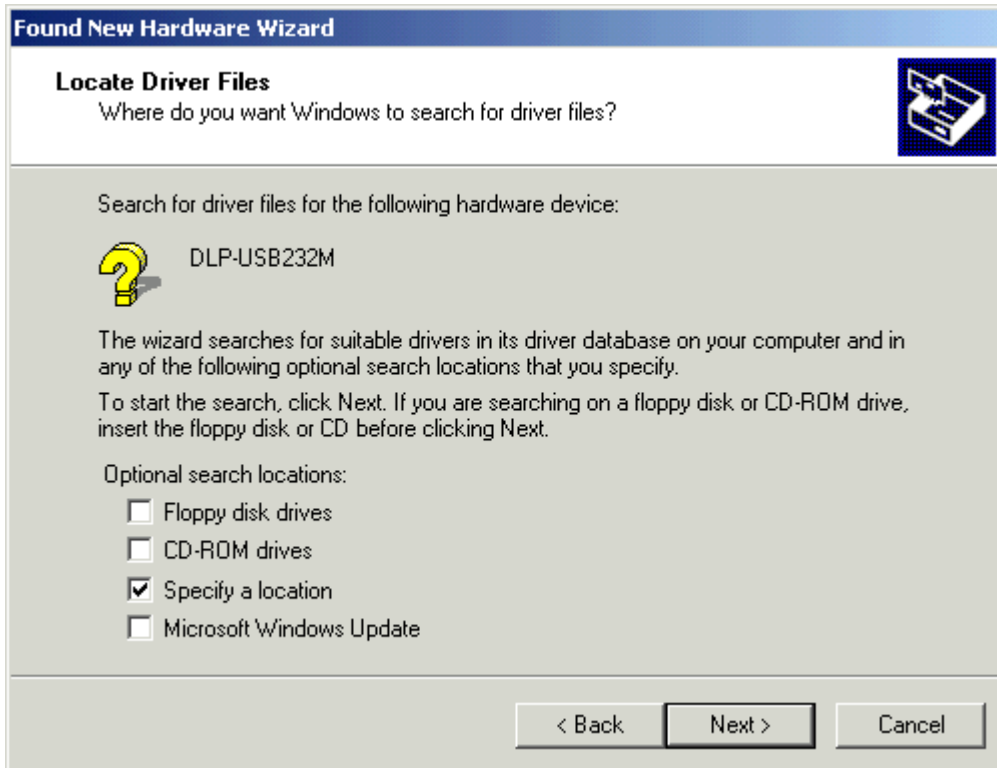 Found New Hardware Wizard
Locate Driver Files
Where do you want Windows to search for driver files?
Search for driver files for the following hardware device:
DLP-USB232M
The wizard searches for suitable drivers in its driver database on your computer and in
any of the following optional search locations that you specify.
To start the search, click Next. If you are searching on a floppy disk or CD-ROM drive,
insert the floppy disk or CD before clicking Next.
Optional search locations:
Floppy disk drives
CD-ROM drives
Specify a location
Microsoft Windows Update
< Back Next > Cancel